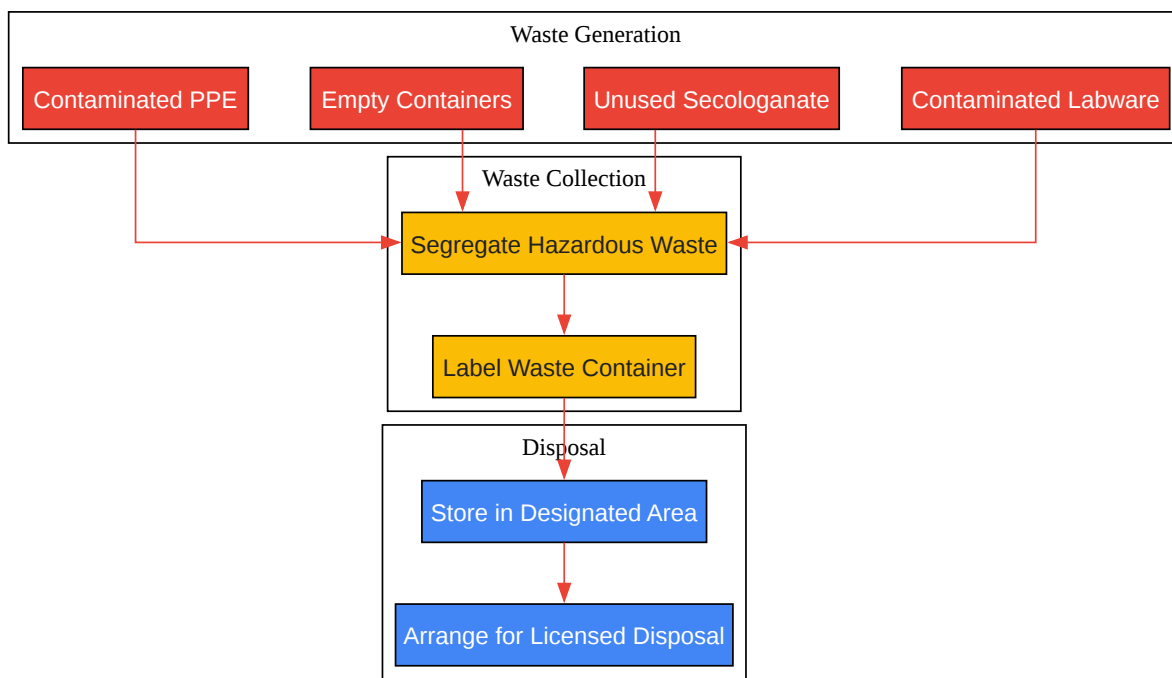 Waste Generation
Contaminated PPE
Empty Containers
Unused Secologanate
Contaminated Labware
Waste Collection
Segregate Hazardous Waste
Label Waste Container
Disposal
Store in Designated Area
Arrange for Licensed Disposal